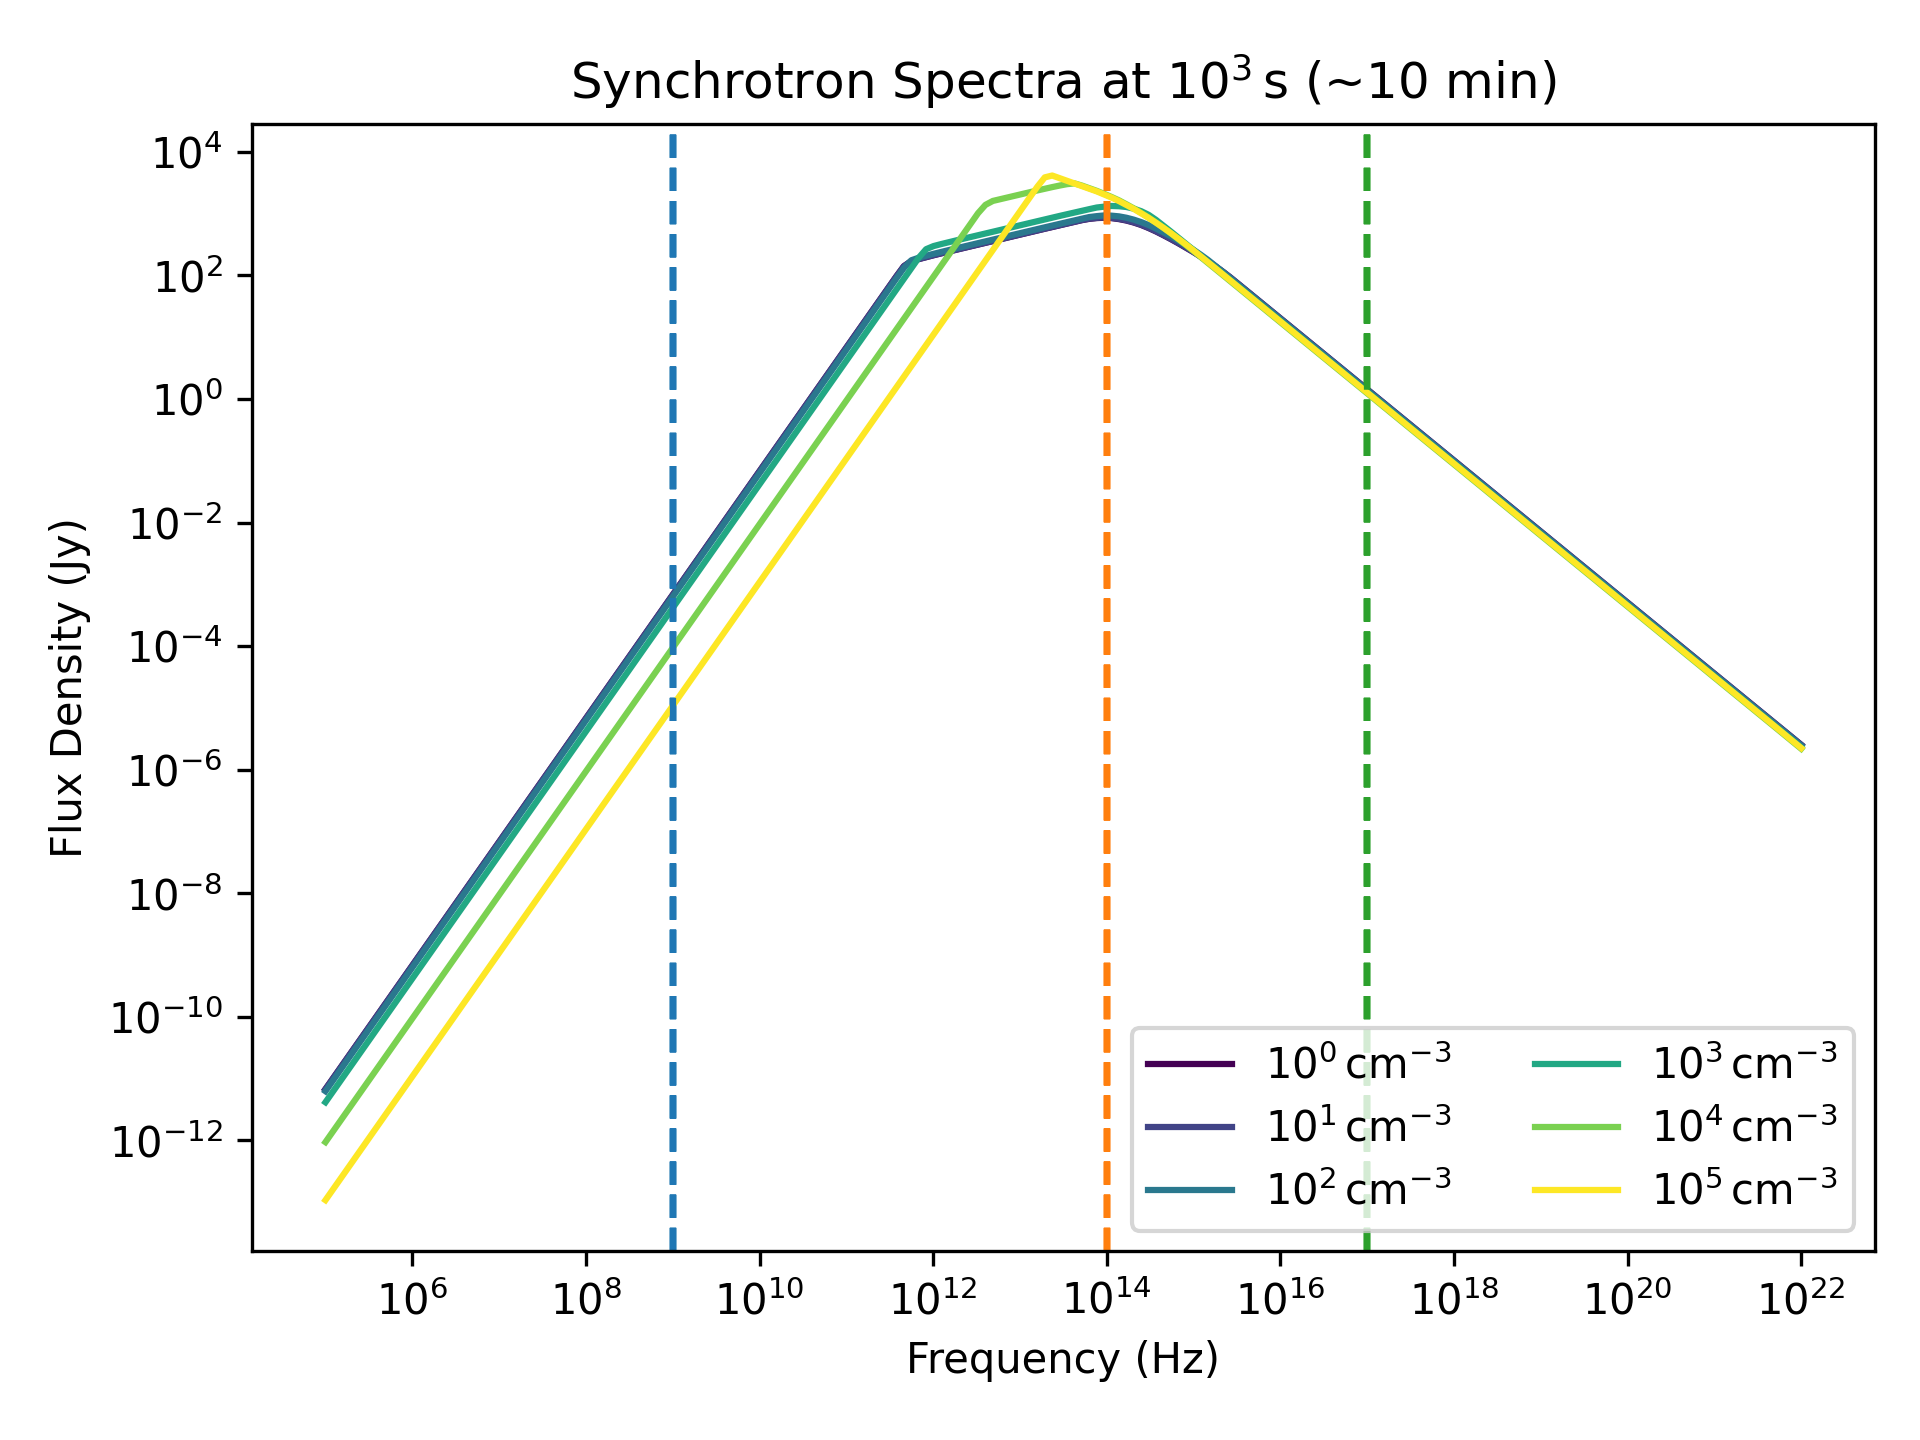 Synchrotron Spectra at 10³ s (~10 min)
Flux Density (Jy)
10⁴
10²
10⁰
10⁻²
10⁻⁴
10⁻⁶
10⁻⁸
10⁻¹⁰
10⁻¹²
10⁰ cm⁻³ 10³ cm⁻³
10¹ cm⁻³ 10⁴ cm⁻³
10² cm⁻³ 10⁵ cm⁻³
10⁶ 10⁸ 10¹⁰ 10¹² 10¹⁴ 10¹⁶ 10¹⁸ 10²⁰ 10²²
Frequency (Hz)